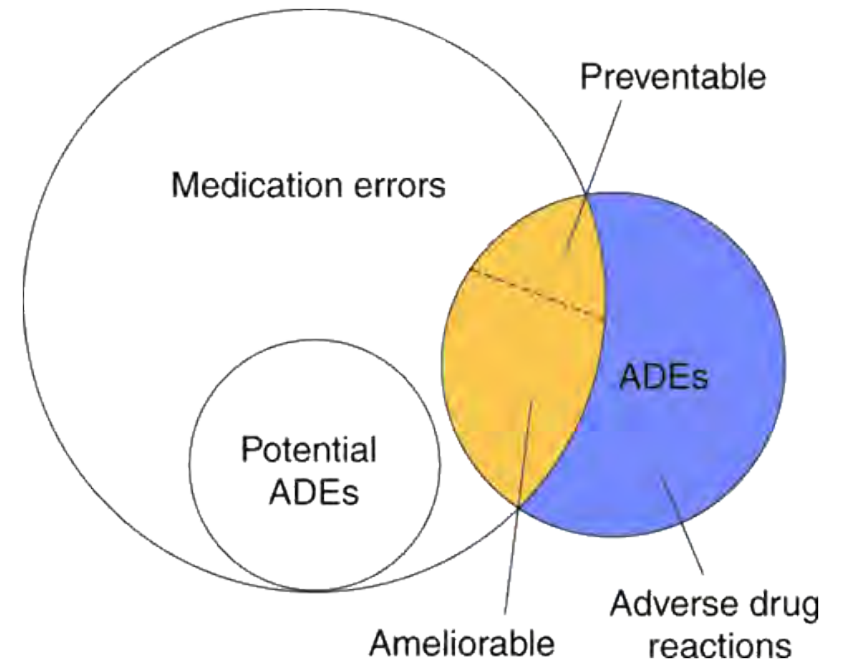 Preventable
Medication errors
ADEs
Potential
ADEs
Adverse drug
reactions
Ameliorable